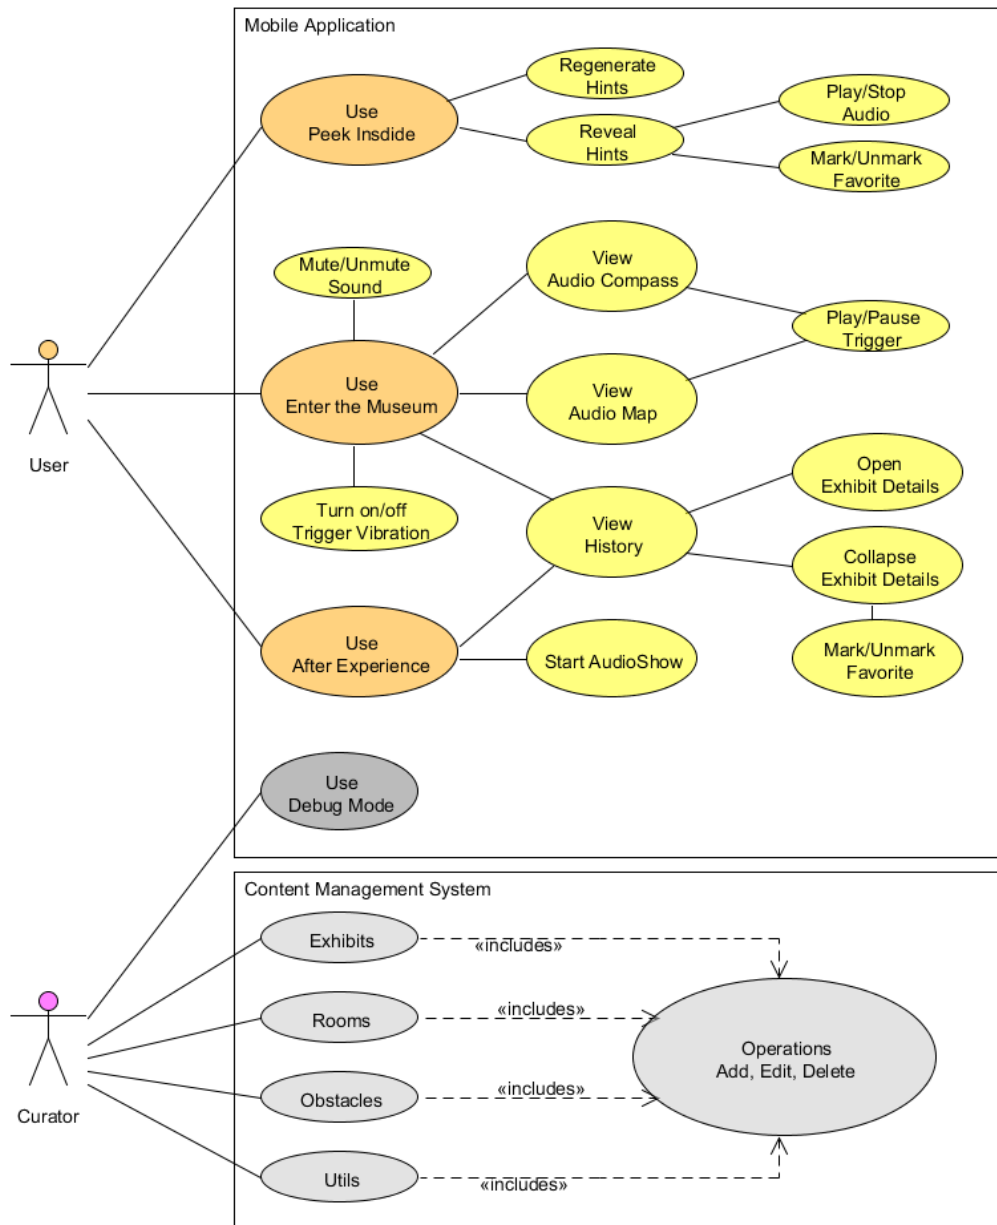 Mobile Application
Use
Peek Insdide
Regenerate
Hints
Reveal
Hints
Play/Stop
Audio
Mark/Unmark
Favorite
Mute/Unmute
Sound
View
Audio Compass
Play/Pause
Trigger
Use
Enter the Museum
View
Audio Map
User
Turn on/off
Trigger Vibration
View
History
Open
Exhibit Details
Collapse
Exhibit Details
Use
After Experience
Start AudioShow
Mark/Unmark
Favorite
Use
Debug Mode
Content Management System
Exhibits
«includes»
Rooms
«includes»
Operations
Add, Edit, Delete
Obstacles
«includes»
Curator
Utils
«includes»